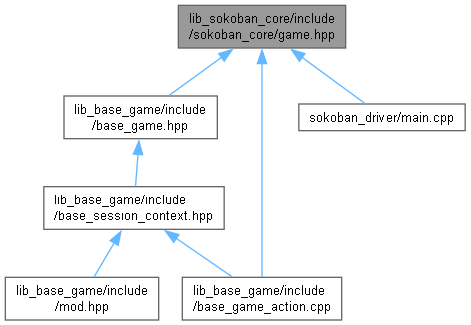 lib_sokoban_core/include
/sokoban_core/game.hpp
lib_base_game/include
/base_game.hpp
sokoban_driver/main.cpp
lib_base_game/include
/base_session_context.hpp
lib_base_game/include
/mod.hpp
lib_base_game/include
/base_game_action.cpp